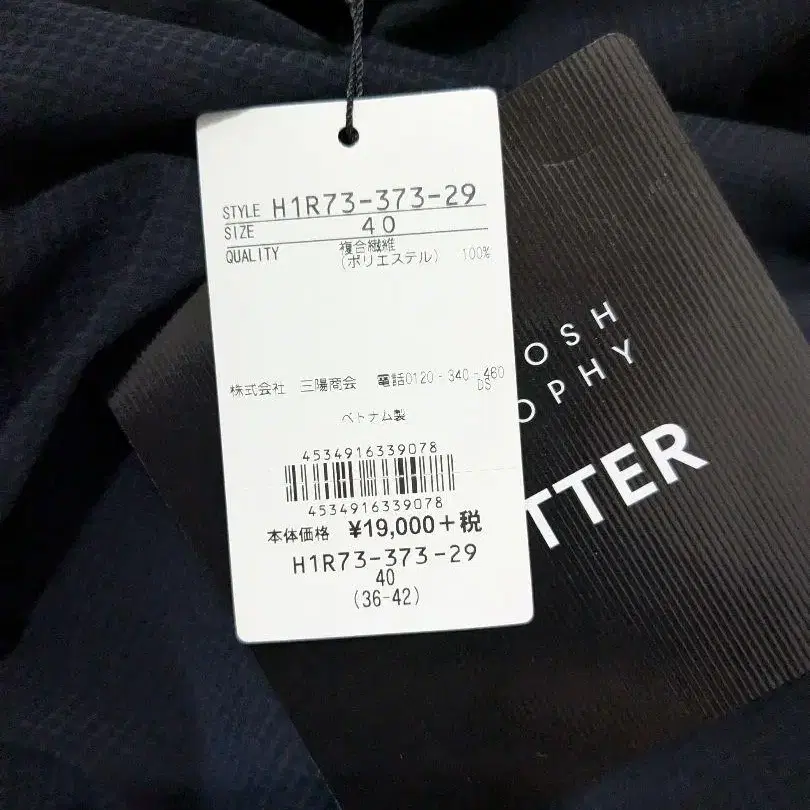 STYLE H1R73-373-29
SIZE 40
QUALITY 複合繊維
(ポリエステル) 100%
株式会社 三陽商会 電話0120-340-460
DS
ベトナム製
4534916339078
4534916339078
本体価格 ¥19,000+税
H1R73-373-29
40
(36-42)
OSH
OPHY
TTER